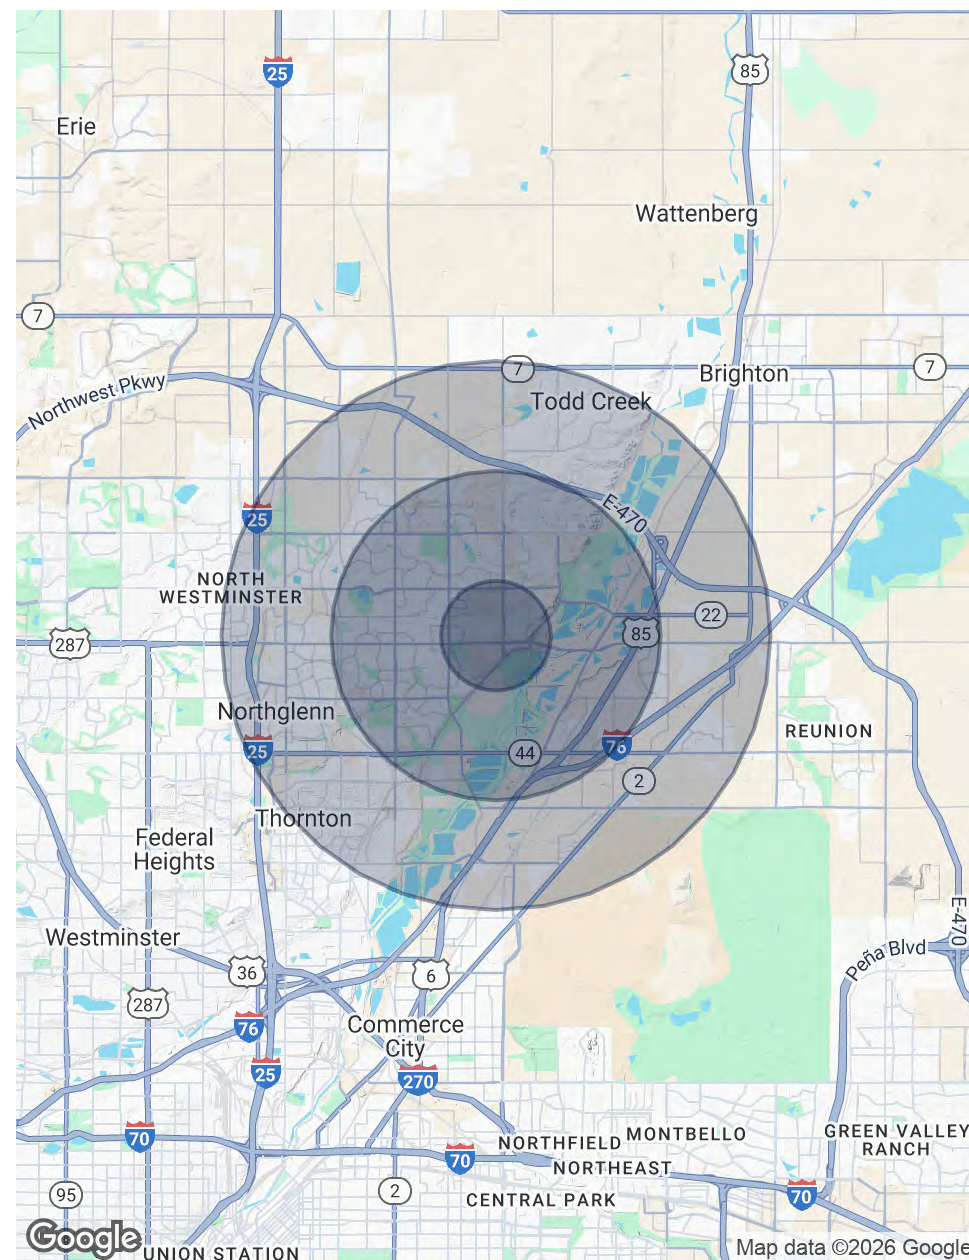 25
85
Erie
Wattenberg
7
7
Brighton
7
Northwest Pkwy
Todd Creek
E-470
25
NORTH
WESTMINSTER
22
287
85
Northglenn
REUNION
25
44
76
2
Thornton
Federal
Heights
E-470
Westminster
Peña Blvd
36
6
287
76
Commerce
City
25
270
70
NORTHFIELD
MONTBELLO
GREEN VALLEY
RANCH
70
NORTHEAST
95
2
CENTRAL PARK
70
Google
UNION STATION
Map data ©2026 Google